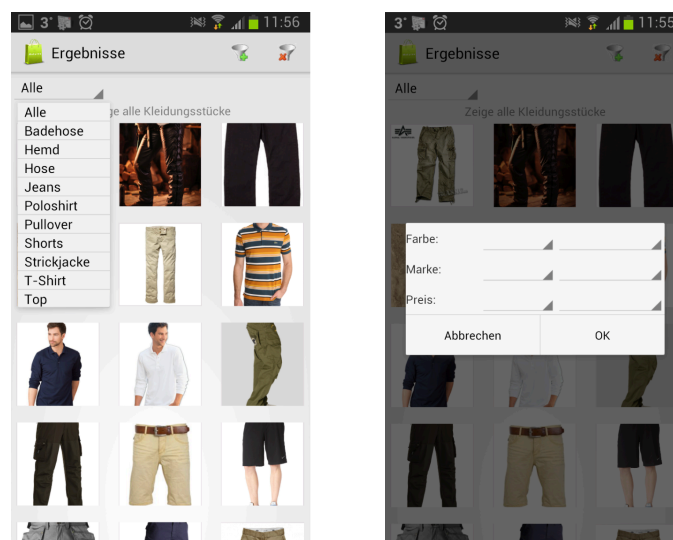 3°
11:56
Ergebnisse
Alle
Alle
Badehose
Hemd
Hose
Jeans
Poloshirt
Pullover
Shorts
Strickjacke
T-Shirt
Top
alle Kleidungsstücke
3°
11:55
Ergebnisse
Alle
Zeige alle Kleidungsstücke
Farbe:
Marke:
Preis:
Abbrechen
OK